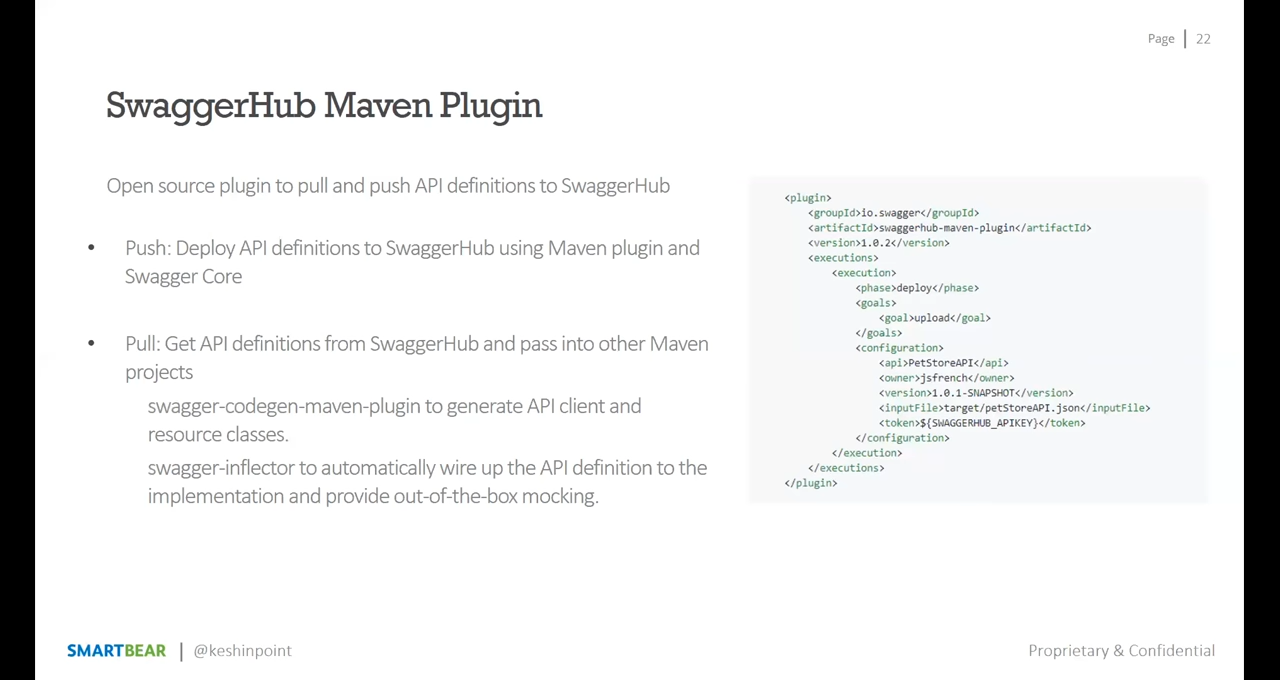 Page | 22
SwaggerHub Maven Plugin
Open source plugin to pull and push API definitions to SwaggerHub
• Push: Deploy API definitions to SwaggerHub using Maven plugin and
Swagger Core
• Pull: Get API definitions from SwaggerHub and pass into other Maven
projects
swagger-codegen-maven-plugin to generate API client and
resource classes.
swagger-inflector to automatically wire up the API definition to the
implementation and provide out-of-the-box mocking.
<plugin>
<groupId>io.swagger</groupId>
<artifactId>swaggerhub-maven-plugin</artifactId>
<version>1.0.2</version>
<executions>
<execution>
<phase>deploy</phase>
<goals>
<goal>upload</goal>
</goals>
<configuration>
<api>PetStoreAPI</api>
<owner>jsfrench</owner>
<version>1.0.1-SNAPSHOT</version>
<inputFile>target/petStoreAPI.json</inputFile>
<token>${SWAGGERHUB_APIKEY}</token>
</configuration>
</execution>
</executions>
</plugin>
SMARTBEAR | @keshinpoint
Proprietary & Confidential